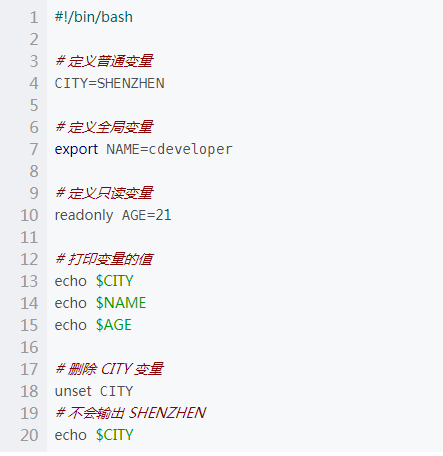 1 #!/bin/bash
2
3 # 定义普通变量
4 CITY=SHENZHEN
5
6 # 定义全局变量
7 export NAME=cdeveloper
8
9 # 定义只读变量
10 readonly AGE=21
11
12 # 打印变量的值
13 echo $CITY
14 echo $NAME
15 echo $AGE
16
17 # 删除 CITY 变量
18 unset CITY
19 # 不会输出 SHENZHEN
20 echo $CITY